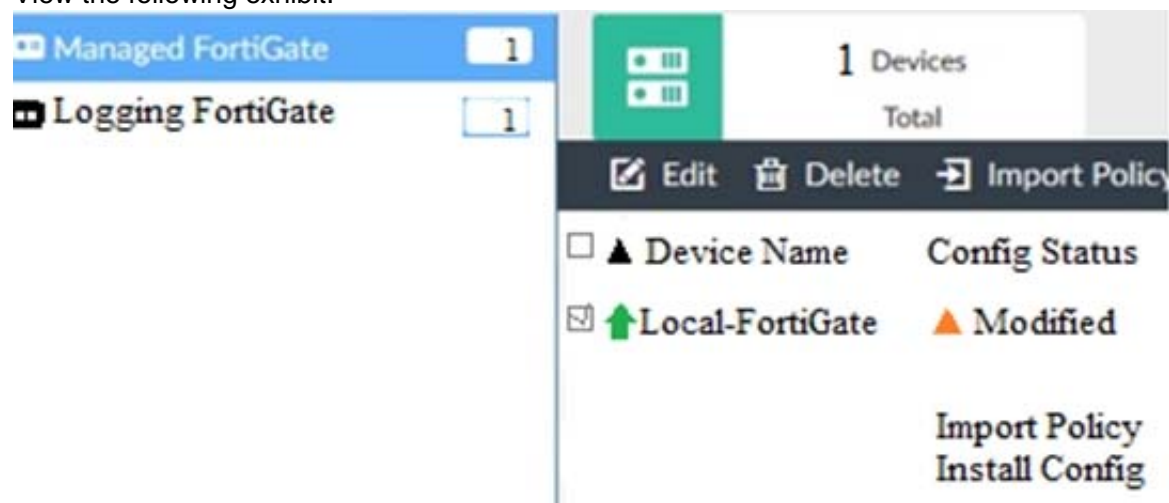 View the following exhibit.
Managed FortiGate 1
Logging FortiGate 1
1 Devices
Total
Edit Delete Import Policy
Device Name Config Status
Local-FortiGate Modified
Import Policy
Install Config